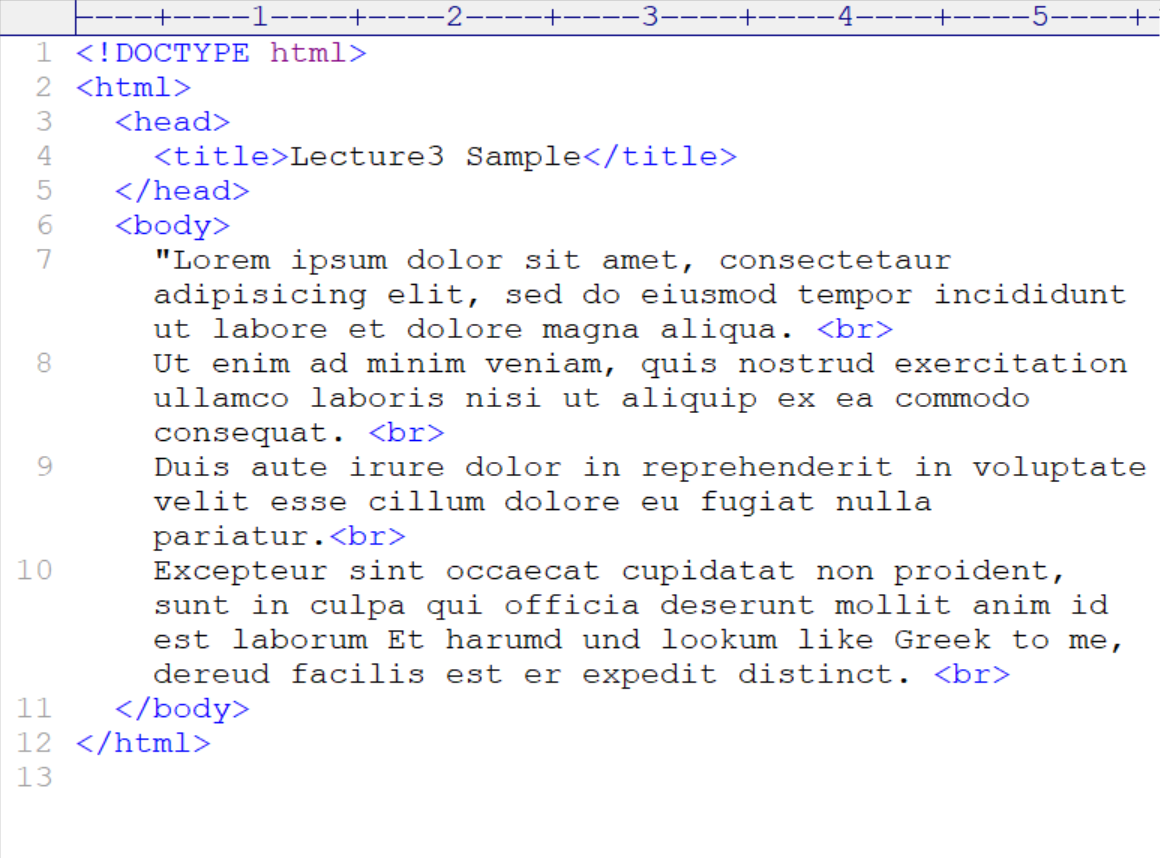 ----+----1----+----2----+----3----+----4----+----5----+-
1 <!DOCTYPE html>
2 <html>
3   <head>
4     <title>Lecture3 Sample</title>
5   </head>
6   <body>
7     "Lorem ipsum dolor sit amet, consectetaur
      adipisicing elit, sed do eiusmod tempor incididunt
      ut labore et dolore magna aliqua. <br>
8     Ut enim ad minim veniam, quis nostrud exercitation
      ullamco laboris nisi ut aliquip ex ea commodo
      consequat. <br>
9     Duis aute irure dolor in reprehenderit in voluptate
      velit esse cillum dolore eu fugiat nulla
      pariatur.<br>
10     Excepteur sint occaecat cupidatat non proident,
      sunt in culpa qui officia deserunt mollit anim id
      est laborum Et harumd und lookum like Greek to me,
      dereud facilis est er expedit distinct. <br>
11   </body>
12 </html>
13